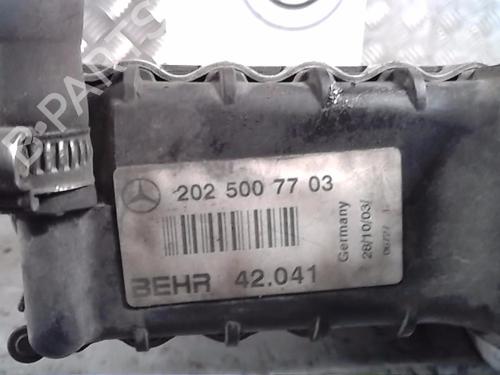 B-PARTS
202 500 77 03
BEHR 42.041
Germany
28/10/03/